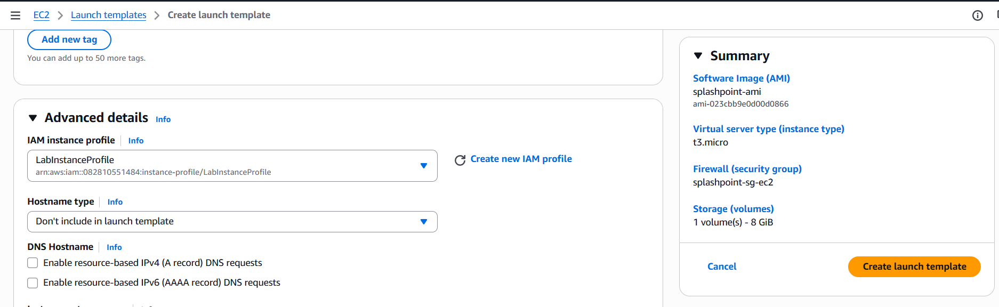 EC2 > Launch templates > Create launch template
Add new tag
You can add up to 50 more tags.
Advanced details Info
IAM instance profile Info
LabInstanceProfile
arn:aws:iam::082810551484:instance-profile/LabInstanceProfile
Create new IAM profile
Hostname type Info
Don't include in launch template
DNS Hostname Info
Enable resource-based IPv4 (A record) DNS requests
Enable resource-based IPv6 (AAAA record) DNS requests
Summary
Software Image (AMI)
splashpoint-ami
ami-023cbb9e0d00d0866
Virtual server type (instance type)
t3.micro
Firewall (security group)
splashpoint-sg-ec2
Storage (volumes)
1 volume(s) - 8 GiB
Cancel
Create launch template